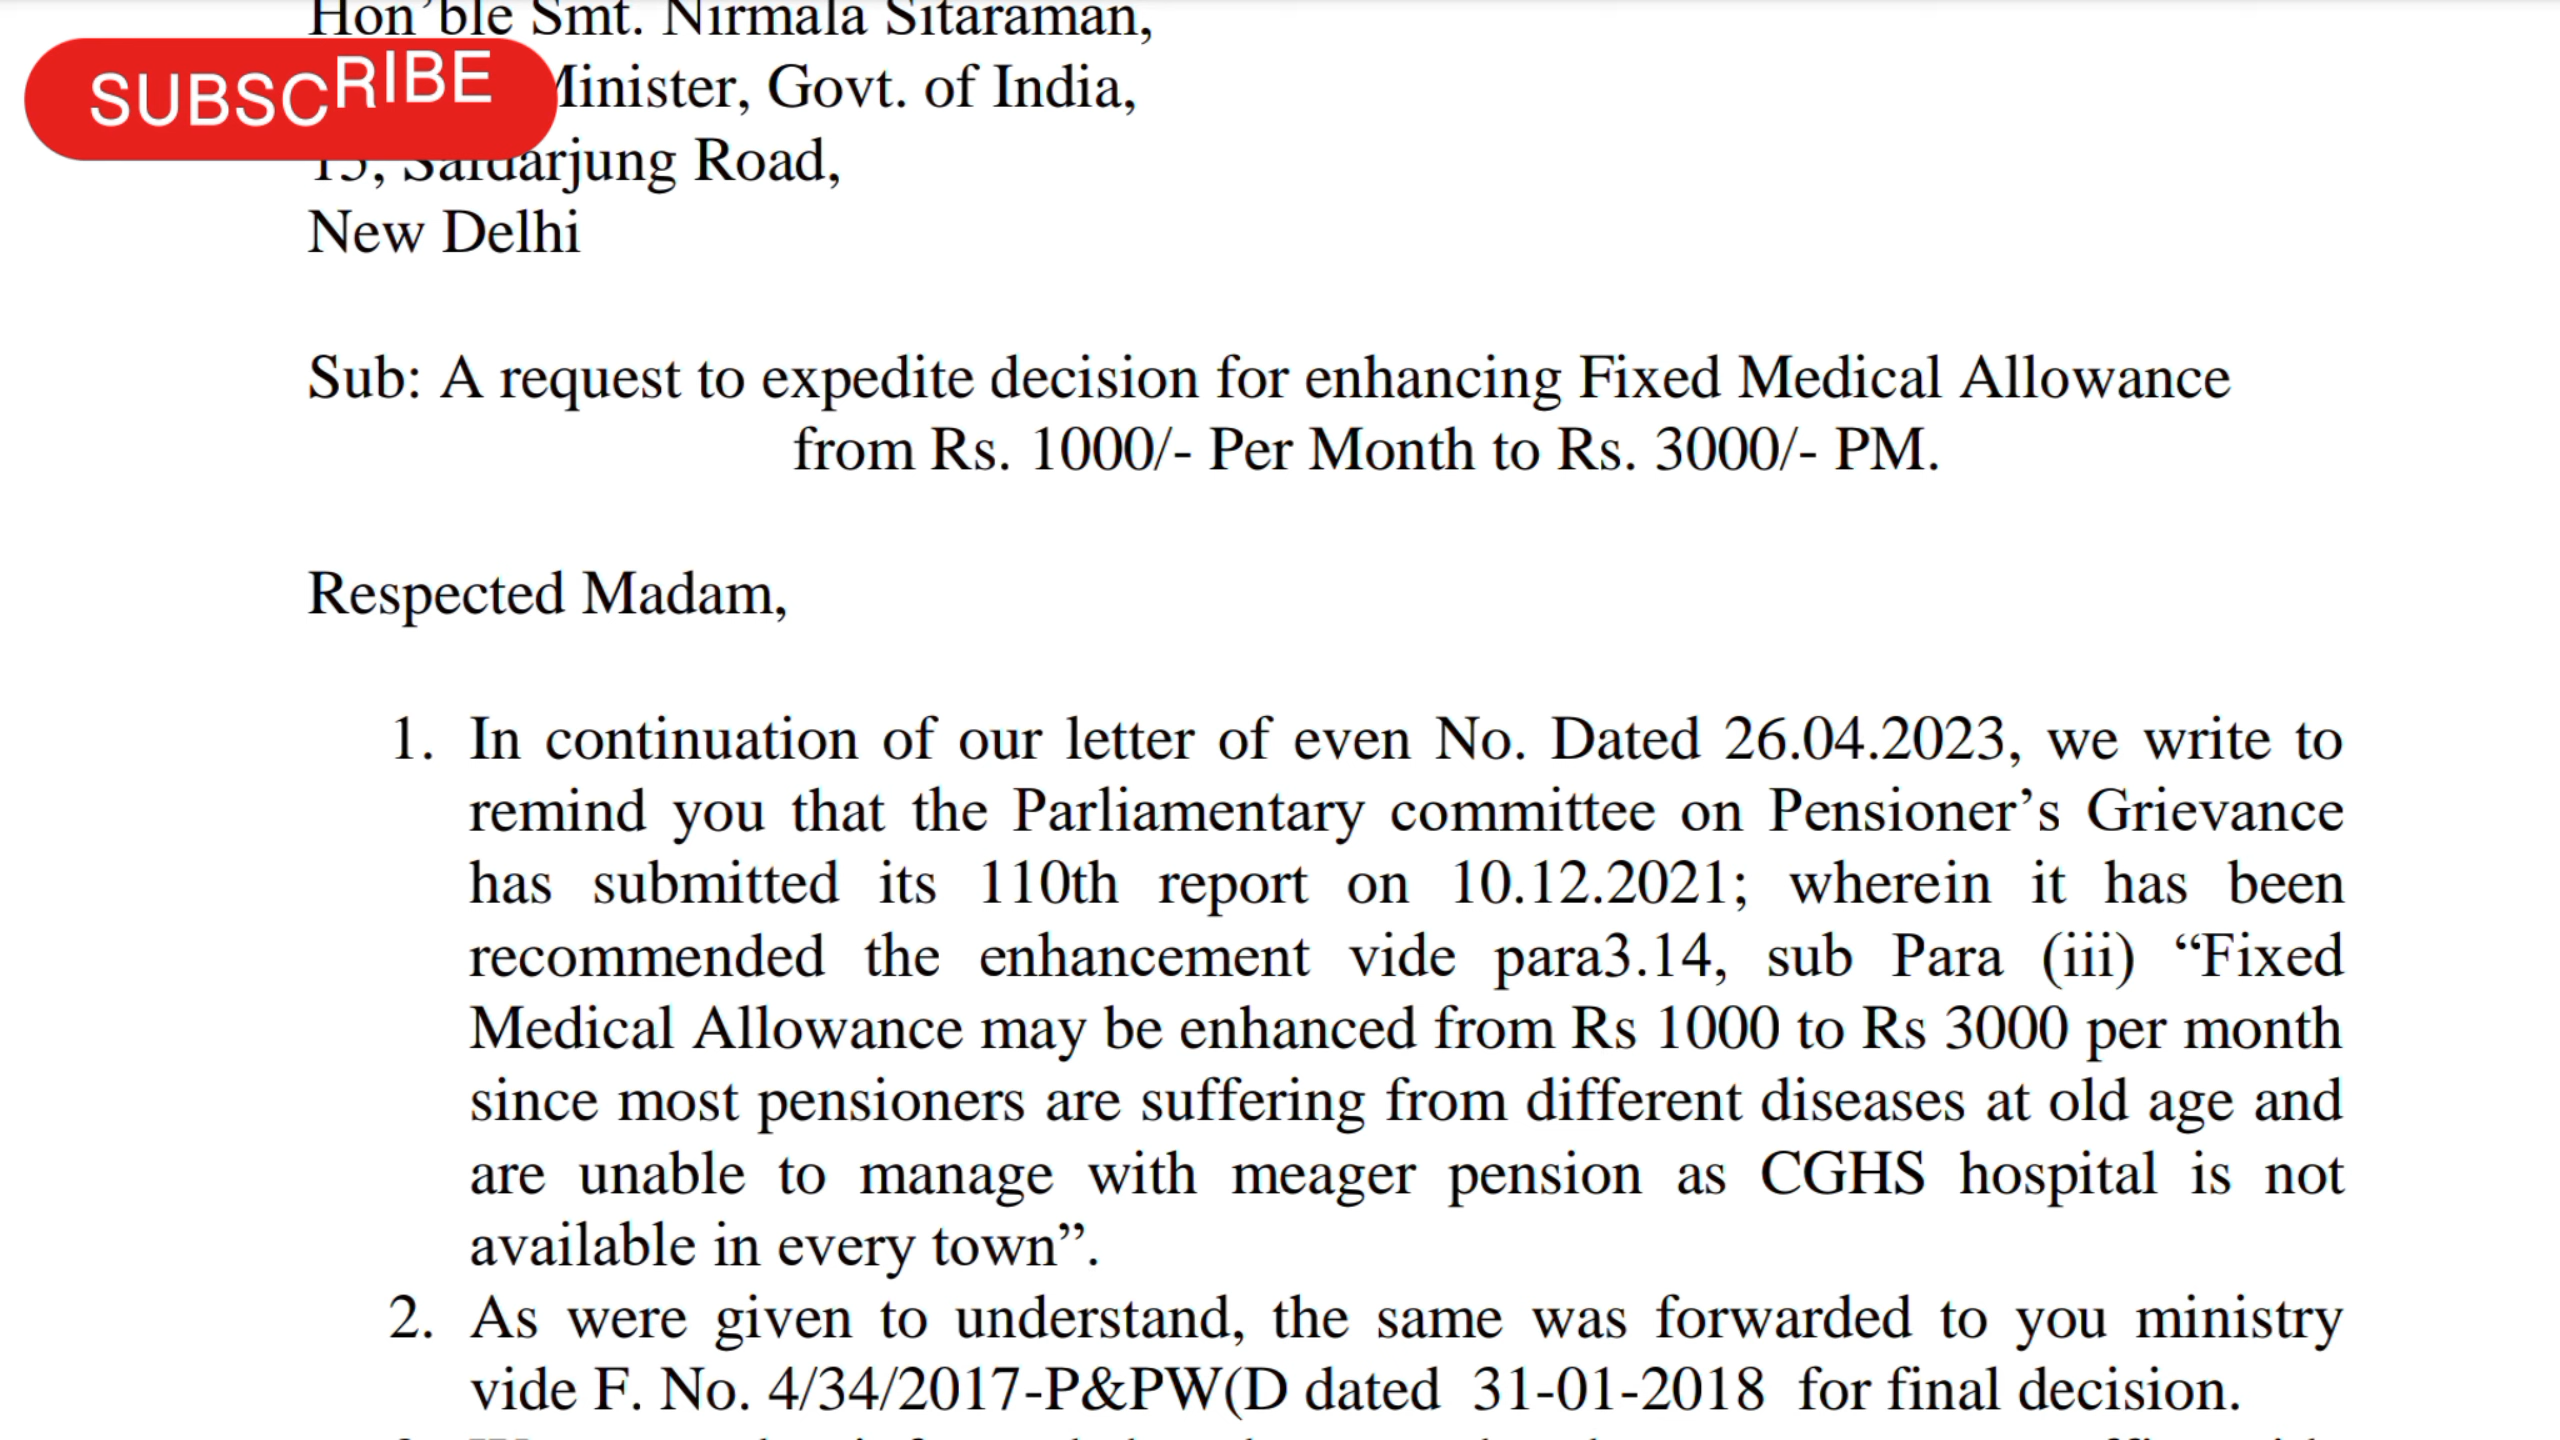 Hon’ble Smt. Nirmala Sitaraman,
SUBSCRIBE
Minister, Govt. of India,
15, Safdarjung Road,
New Delhi
Sub: A request to expedite decision for enhancing Fixed Medical Allowance
from Rs. 1000/- Per Month to Rs. 3000/- PM.
Respected Madam,
1. In continuation of our letter of even No. Dated 26.04.2023, we write to
remind you that the Parliamentary committee on Pensioner’s Grievance
has submitted its 110th report on 10.12.2021; wherein it has been
recommended the enhancement vide para3.14, sub Para (iii) “Fixed
Medical Allowance may be enhanced from Rs 1000 to Rs 3000 per month
since most pensioners are suffering from different diseases at old age and
are unable to manage with meager pension as CGHS hospital is not
available in every town”.
2. As were given to understand, the same was forwarded to you ministry
vide F. No. 4/34/2017-P&PW(D dated 31-01-2018 for final decision.